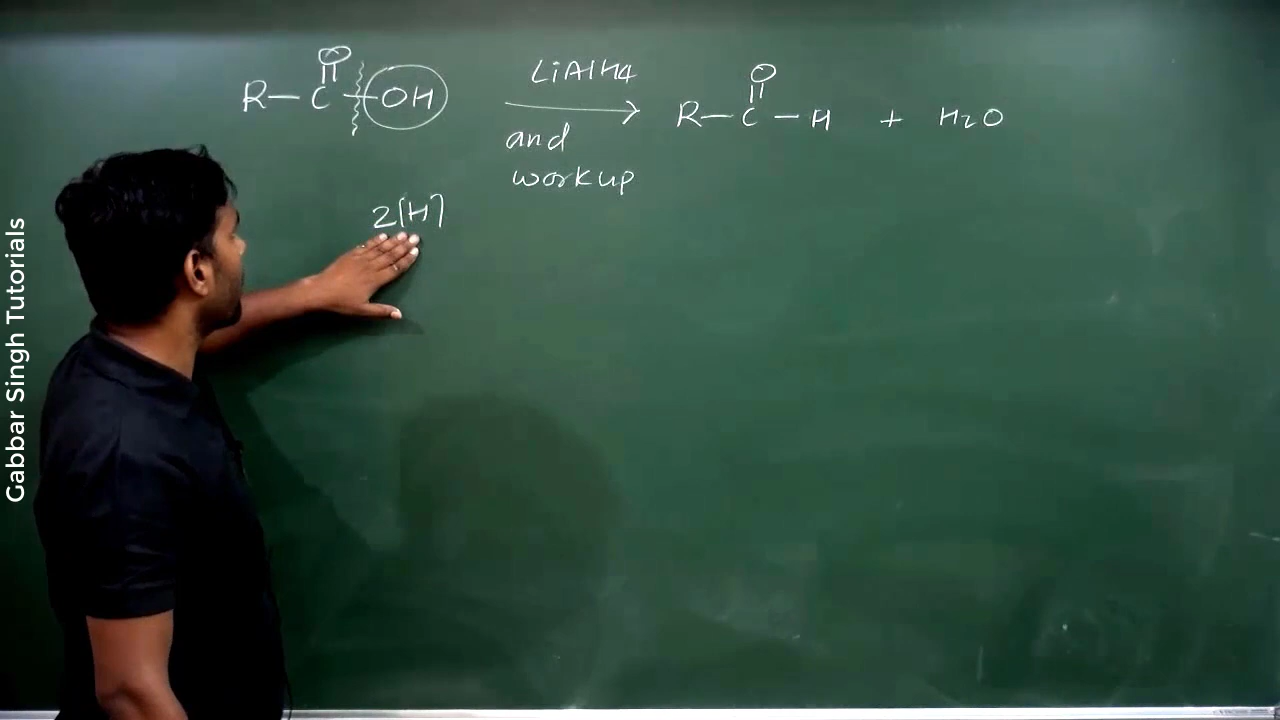 O
R—C—OH
LiAlH4
and
workup
O
R—C—H + H2O
2[H]
Gabbar Singh Tutorials